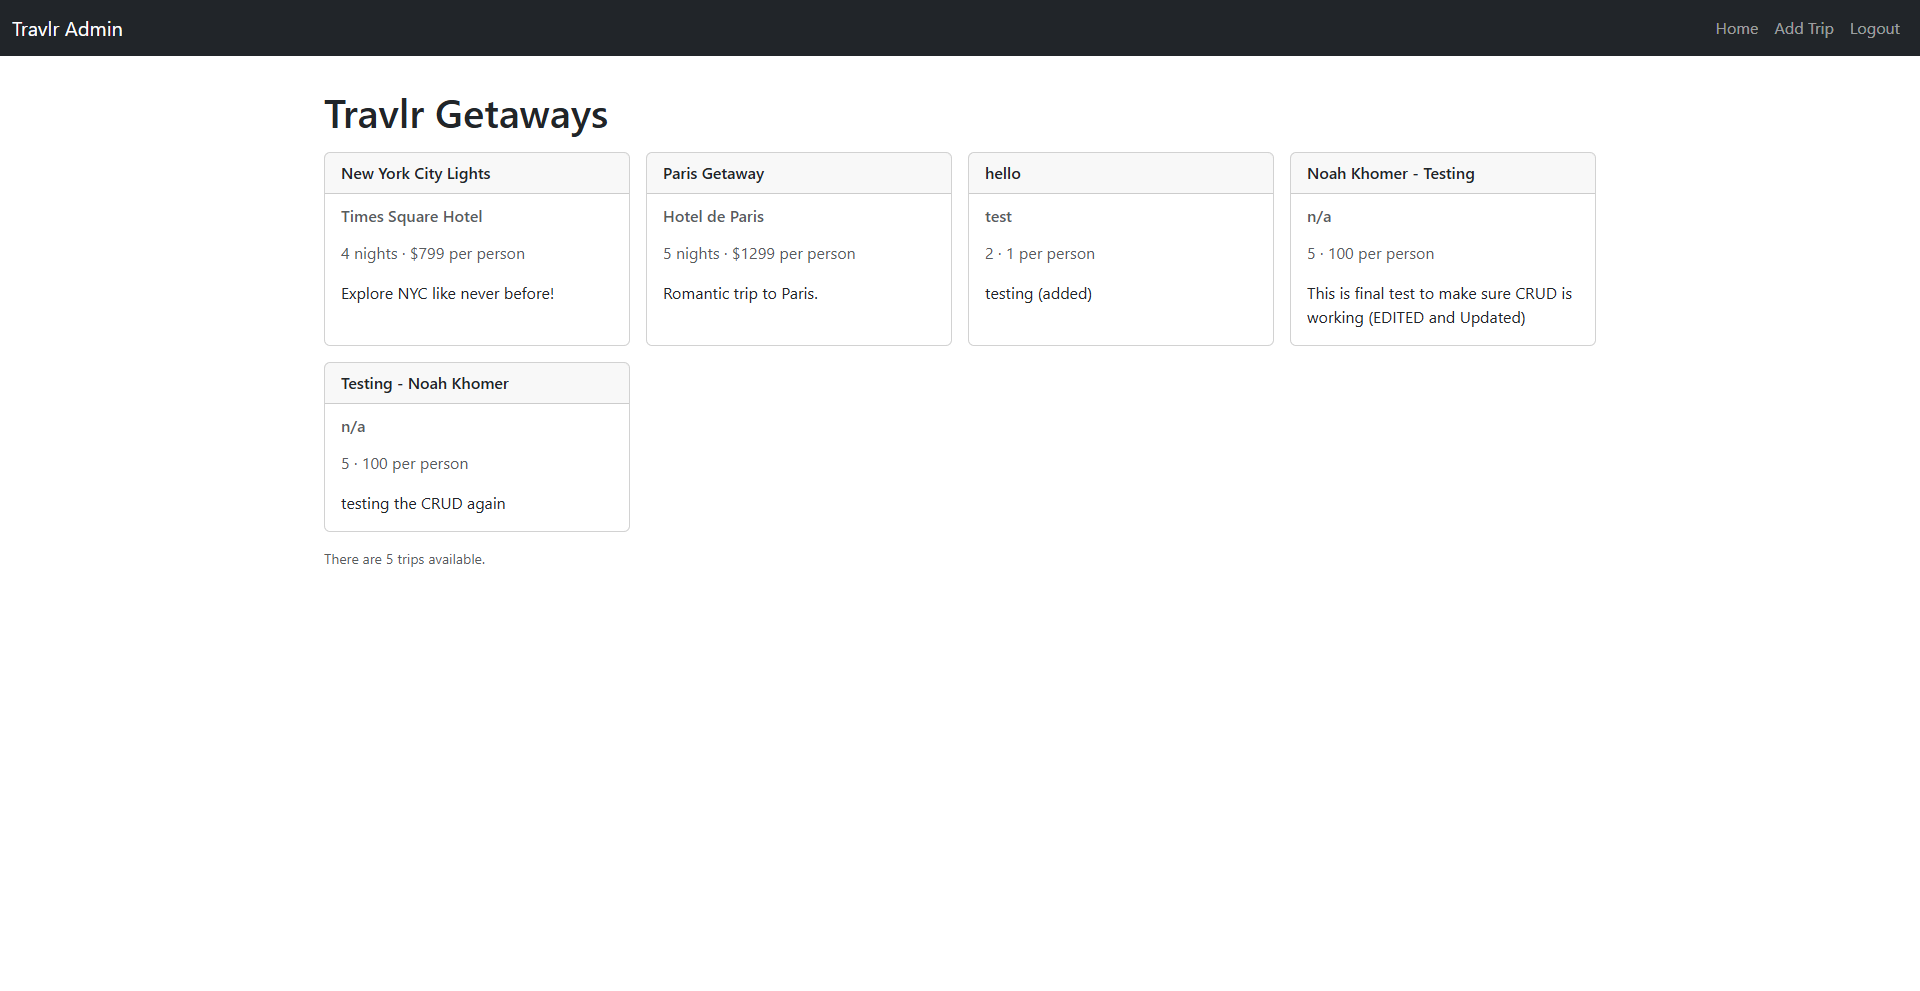 Travlr Admin
Home Add Trip Logout
Travlr Getaways
New York City Lights
Times Square Hotel
4 nights · $799 per person
Explore NYC like never before!
Paris Getaway
Hotel de Paris
5 nights · $1299 per person
Romantic trip to Paris.
hello
test
2 · 1 per person
testing (added)
Noah Khomer - Testing
n/a
5 · 100 per person
This is final test to make sure CRUD is
working (EDITED and Updated)
Testing - Noah Khomer
n/a
5 · 100 per person
testing the CRUD again
There are 5 trips available.